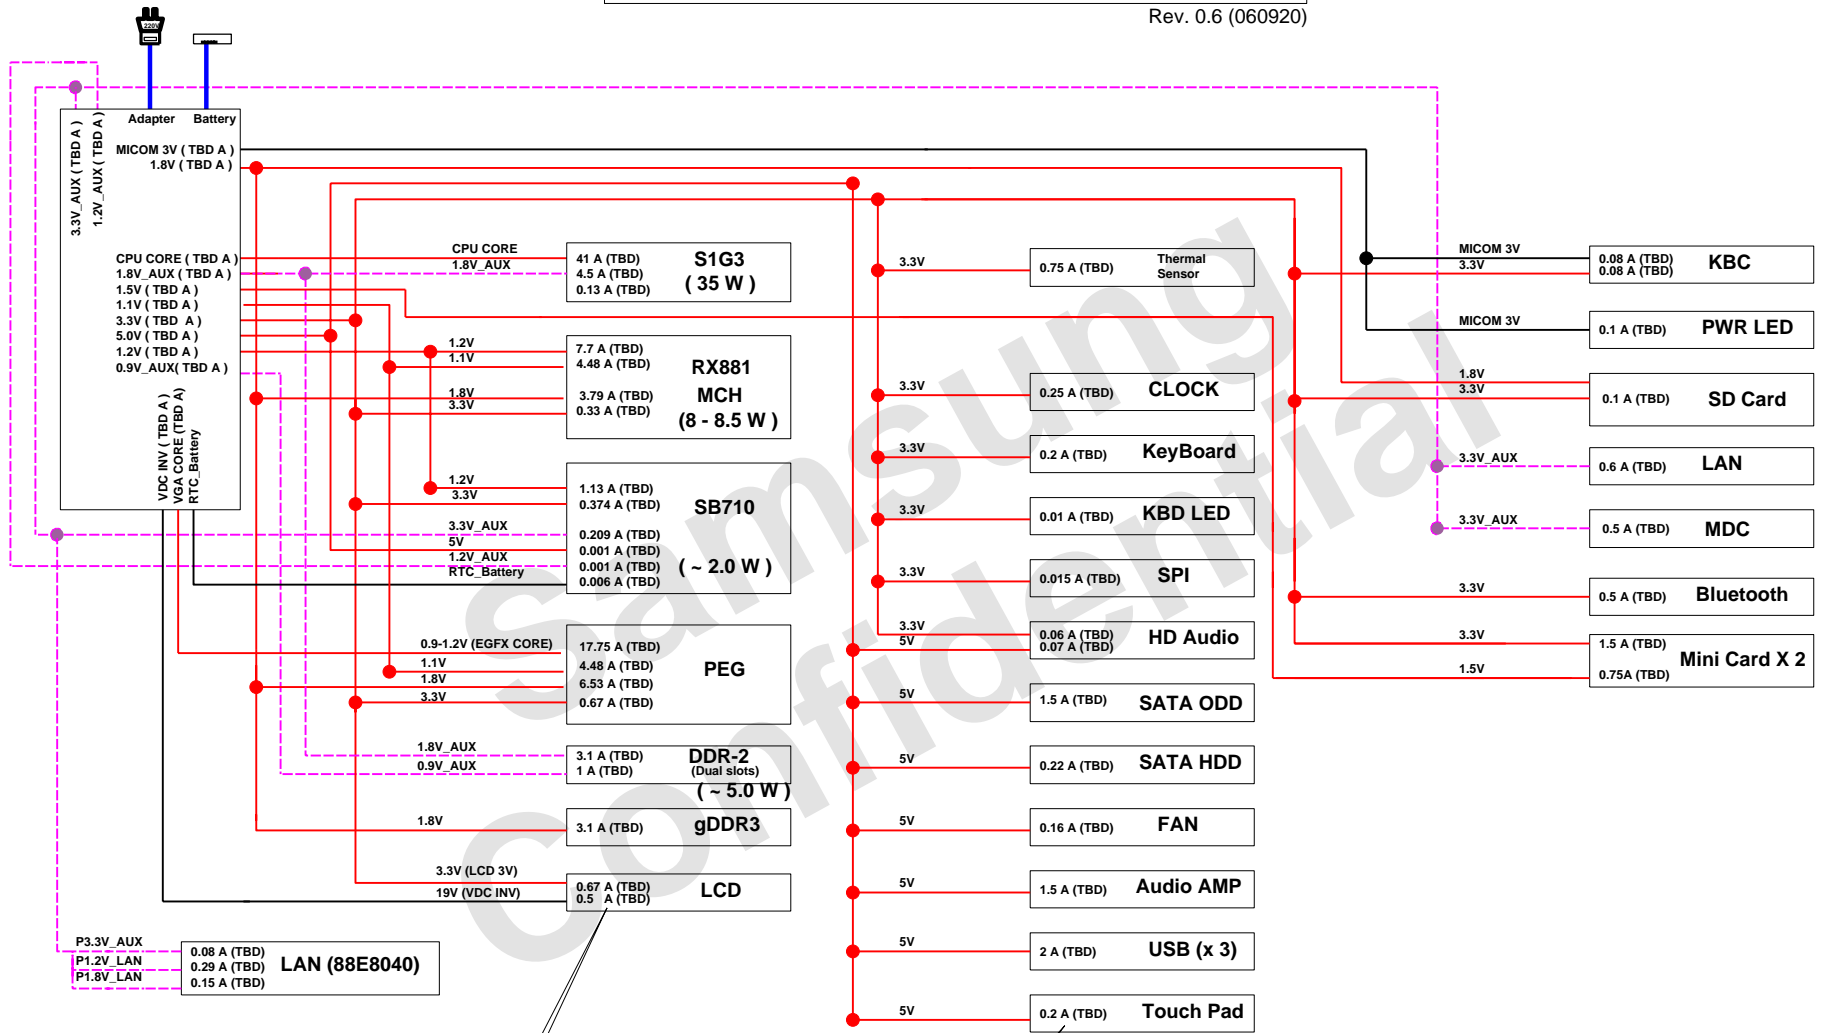 Rev. 0.6 (060920)
220V
Adapter
Battery
3.3V_AUX ( TBD A )
1.2V_AUX ( TBD A )
MICOM 3V ( TBD A )
1.8V ( TBD A )
CPU CORE ( TBD A )
1.8V_AUX ( TBD A )
1.5V ( TBD A )
1.1V ( TBD A )
3.3V ( TBD A )
5.0V ( TBD A )
1.2V ( TBD A )
0.9V_AUX( TBD A )
VDC INV ( TBD A )
VGA CORE (TBD A)
RTC_Battery
CPU CORE
1.8V_AUX
41 A (TBD)
4.5 A (TBD)
0.13 A (TBD)
S1G3
( 35 W )
1.2V
1.1V
1.8V
3.3V
7.7 A (TBD)
4.48 A (TBD)
3.79 A (TBD)
0.33 A (TBD)
RX881
MCH
(8 - 8.5 W )
1.2V
3.3V
3.3V_AUX
5V
1.2V_AUX
RTC_Battery
1.13 A (TBD)
0.374 A (TBD)
0.209 A (TBD)
0.001 A (TBD)
0.001 A (TBD)
0.006 A (TBD)
SB710
( ~ 2.0 W )
0.9-1.2V (EGFX CORE)
1.1V
1.8V
3.3V
17.75 A (TBD)
4.48 A (TBD)
6.53 A (TBD)
0.67 A (TBD)
PEG
1.8V_AUX
0.9V_AUX
3.1 A (TBD)
1 A (TBD)
DDR-2
(Dual slots)
( ~ 5.0 W )
1.8V
3.1 A (TBD)
gDDR3
3.3V (LCD 3V)
19V (VDC INV)
0.67 A (TBD)
0.5 A (TBD)
LCD
P3.3V_AUX
P1.2V_LAN
P1.8V_LAN
0.08 A (TBD)
0.29 A (TBD)
0.15 A (TBD)
LAN (88E8040)
3.3V
0.75 A (TBD)
Thermal
Sensor
3.3V
0.25 A (TBD)
CLOCK
3.3V
0.2 A (TBD)
KeyBoard
3.3V
0.01 A (TBD)
KBD LED
3.3V
0.015 A (TBD)
SPI
3.3V
5V
0.06 A (TBD)
0.07 A (TBD)
HD Audio
5V
1.5 A (TBD)
SATA ODD
5V
0.22 A (TBD)
SATA HDD
5V
0.16 A (TBD)
FAN
5V
1.5 A (TBD)
Audio AMP
5V
2 A (TBD)
USB (x 3)
5V
0.2 A (TBD)
Touch Pad
MICOM 3V
3.3V
0.08 A (TBD)
0.08 A (TBD)
KBC
MICOM 3V
0.1 A (TBD)
PWR LED
1.8V
3.3V
0.1 A (TBD)
SD Card
3.3V_AUX
0.6 A (TBD)
LAN
3.3V_AUX
0.5 A (TBD)
MDC
3.3V
0.5 A (TBD)
Bluetooth
3.3V
1.5V
1.5 A (TBD)
0.75A (TBD)
Mini Card X 2
Samsung
Confidential